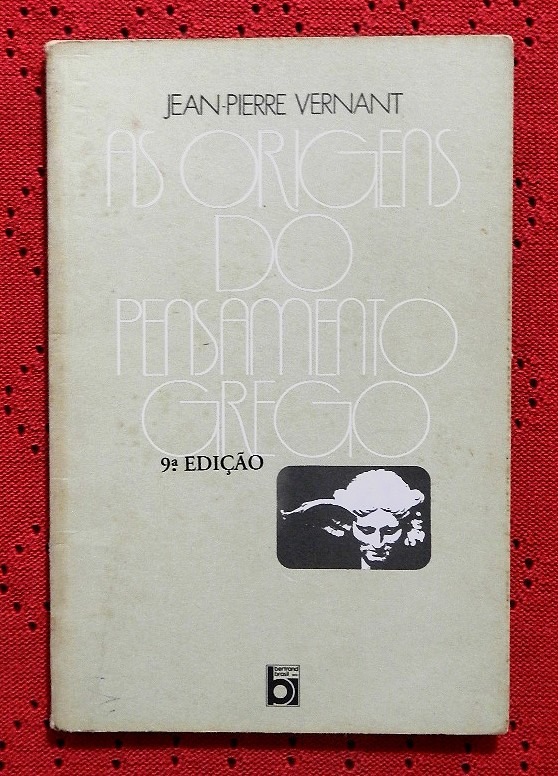 JEAN-PIERRE VERNANT
AS ORIGENS
DO
PENSAMENTO
GREGO
9ª EDIÇÃO
bertrand
brasil